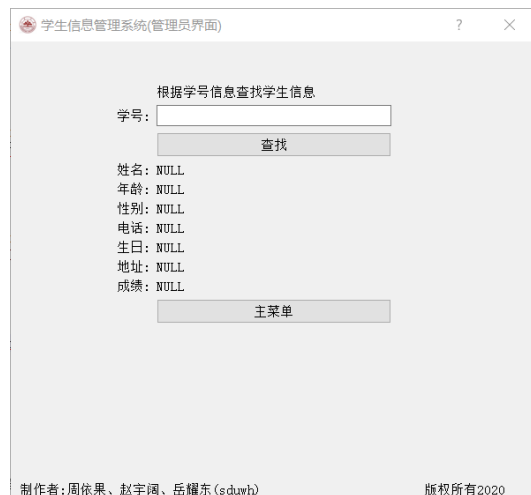 学生信息管理系统(管理员界面)
根据学号信息查找学生信息
学号:
查找
姓名: NULL
年龄: NULL
性别: NULL
电话: NULL
生日: NULL
地址: NULL
成绩: NULL
主菜单
制作者:周依果、赵宇阔、岳耀东(sduwh) 版权所有2020